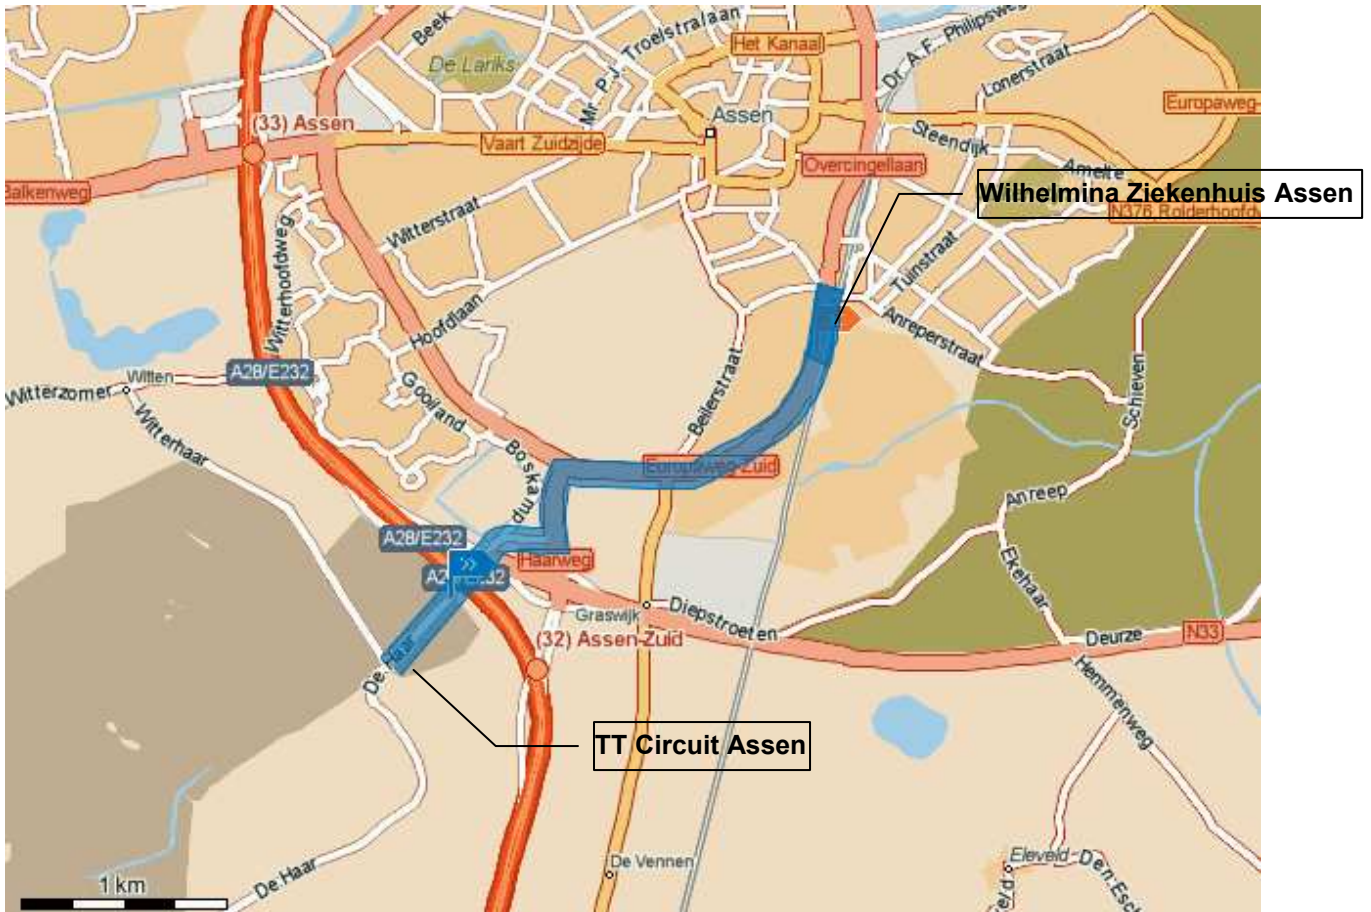 Beek
Mr. P.J. Troelstralaan
Het Kanaal
Dr. A.F. Philipsweg
De Lariks
Lonerstraat
Europaweg-
(33) Assen
Assen
Vaart Zuidzijde
Steendijk
Overcingellaan
Amelte
Balkenweg
Wilhelmina Ziekenhuis Assen
N376 Rolderhoofdw
Witterstraat
Witterhoofdweg
Tuinstraat
Hoofdlaan
Anreperstraat
A28/E232
Witten
Witterzomer
Gooiland
Beilerstraat
Schieven
Witterhaar
Boskamp
Europaweg-Zuid
Anreep
A28/E232
Haarweg
Ekehaar
Graswijk
Diepstroeten
Deurze
N33
(32) Assen-Zuid
De Haar
Hemmenweg
TT Circuit Assen
De Vennen
Eleveld
Den Esch
De Haar
1 km